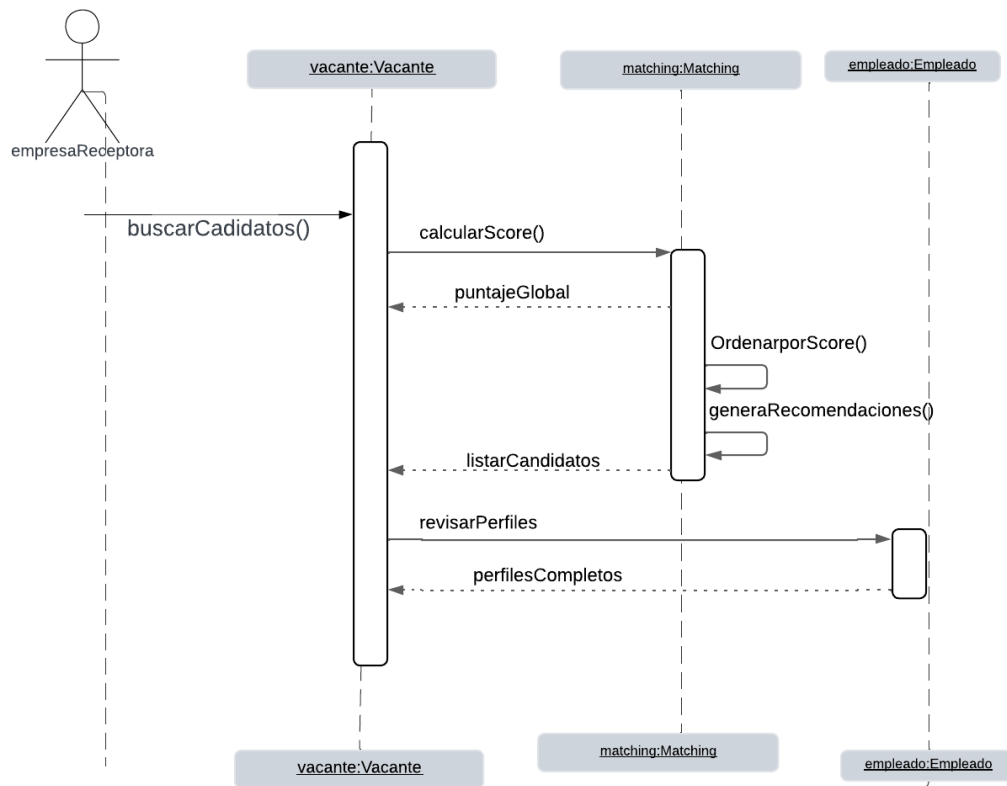 vacante:Vacante
matching:Matching
empleado:Empleado
empresaReceptora
buscarCadidatos()
calcularScore()
puntajeGlobal
OrdenarporScore()
generaRecomendaciones()
listarCandidatos
revisarPerfiles
perfilesCompletos
vacante:Vacante
matching:Matching
empleado:Empleado